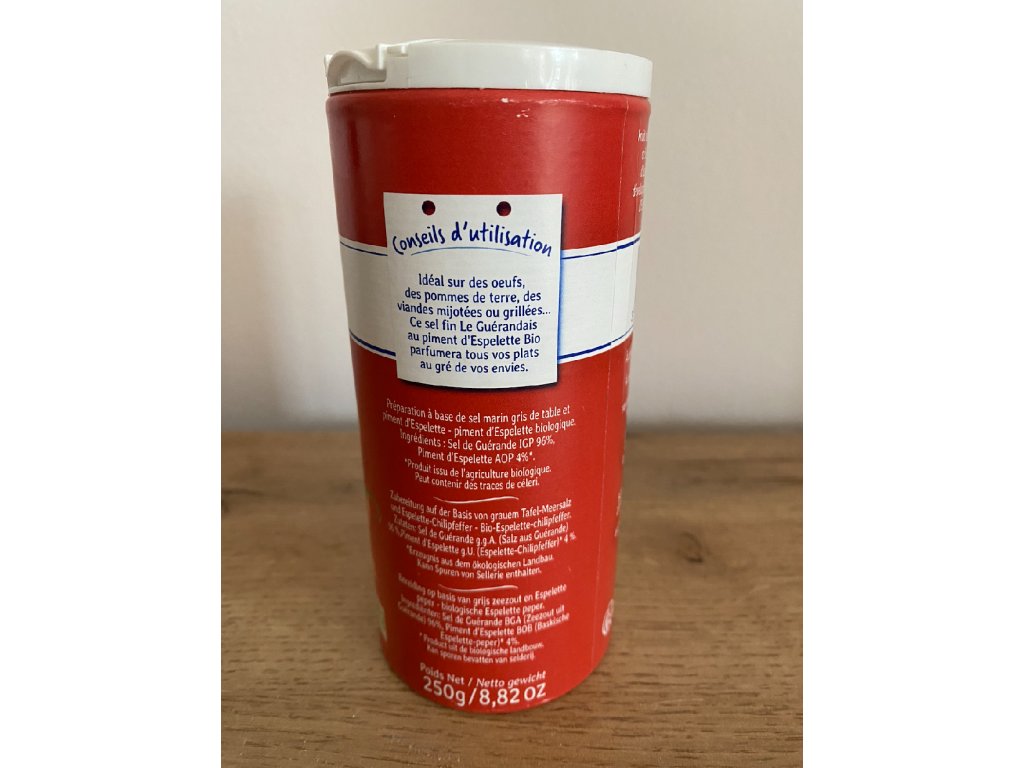 Conseils d'utilisation
Idéal sur des oeufs,
des pommes de terre, des
viandes mijotées ou grillées...
Ce sel fin Le Guérandais
au piment d'Espelette Bio
parfumera tous vos plats
au gré de vos envies.
Préparation à base de sel marin gris de table et
piment d'Espelette - piment d'Espelette biologique.
Ingrédients : Sel de Guérande IGP 96%,
Piment d'Espelette AOP 4%*.
*Produit issu de l'agriculture biologique.
Peut contenir des traces de céleri.
Zubereitung auf der Basis von grauem Tafel-Meersalz
und Espelette-Chilipfeffer - Bio-Espelette-chilipfeffer.
Zutaten: Sel de Guérande g.g.A. (Salz aus Guérande)
96 %, Piment d'Espelette g.U. (Espelette-Chilipfeffer)* 4 %
*Erzeugnis aus dem ökologischen Landbau.
Kann Spuren von Sellerie enthalten.
Bereiding op basis van grijs zeezout en Espelette
peper - biologische Espelette peper.
Ingrediënten: Sel de Guérande BGA (Zeezout uit
Guérande) 96%, Piment d'Espelette BOB (Baskische
Espelette-peper)* 4%.
* Product uit de biologische landbouw.
Kan sporen bevatten van selderij.
Poids Net / Netto gewicht
250g/8,82 OZ